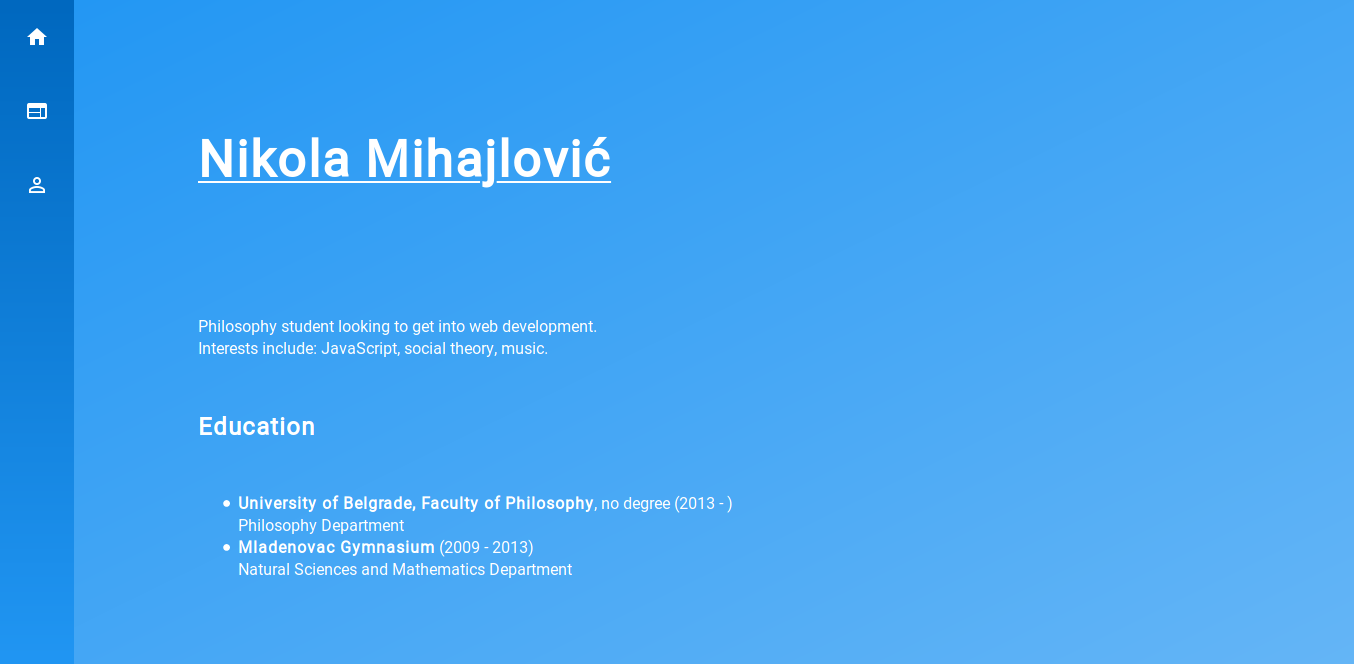 Nikola Mihajlović
Philosophy student looking to get into web development.
Interests include: JavaScript, social theory, music.
Education
University of Belgrade, Faculty of Philosophy, no degree (2013 - )
Philosophy Department
Mladenovac Gymnasium (2009 - 2013)
Natural Sciences and Mathematics Department